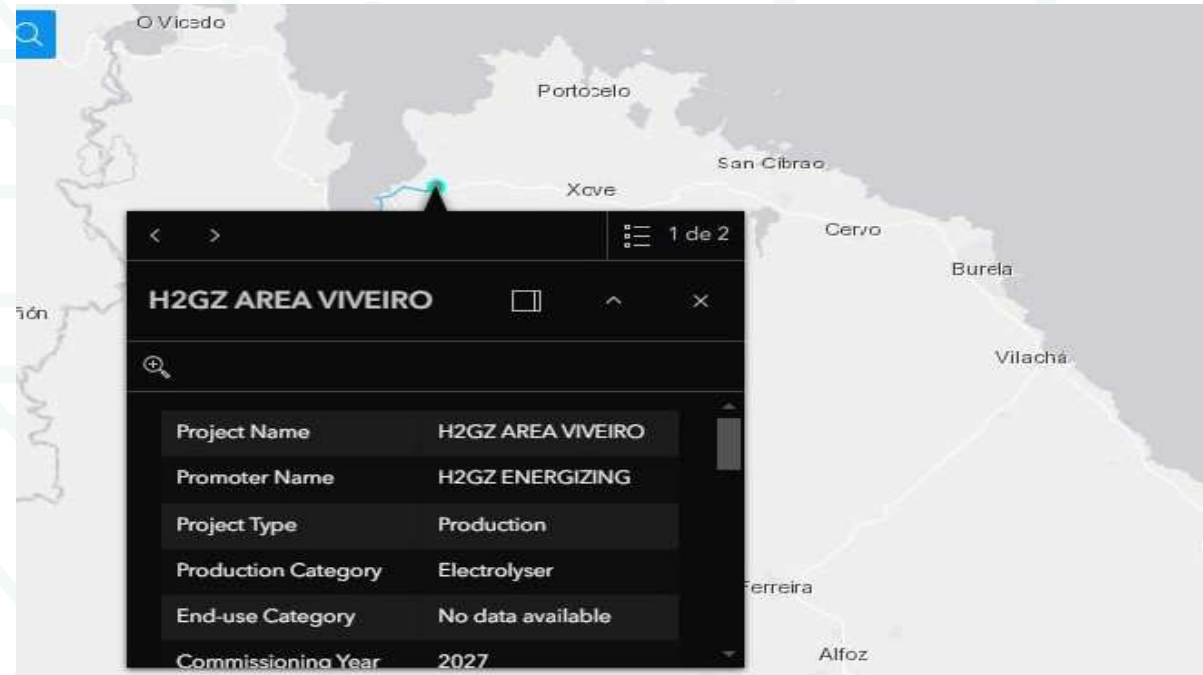 O Vicedo
Portocelo
San Cibrao
Xove
Cervo
Burela
ñón
Vilachá
< > 1 de 2
H2GZ AREA VIVEIRO
Project Name H2GZ AREA VIVEIRO
Promoter Name H2GZ ENERGIZING
Project Type Production
Production Category Electrolyser
End-use Category No data available
Commissioning Year 2027
Ferreira
Alfoz